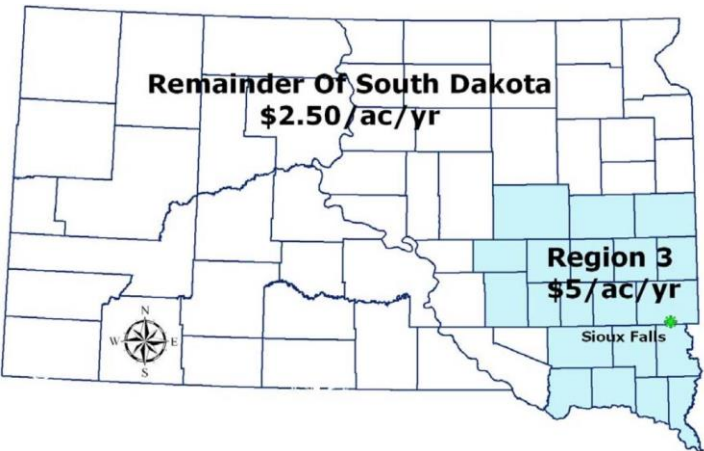 Remainder Of South Dakota
$2.50/ac/yr
Region 3
$5/ac/yr
N
W E
S
Sioux Falls